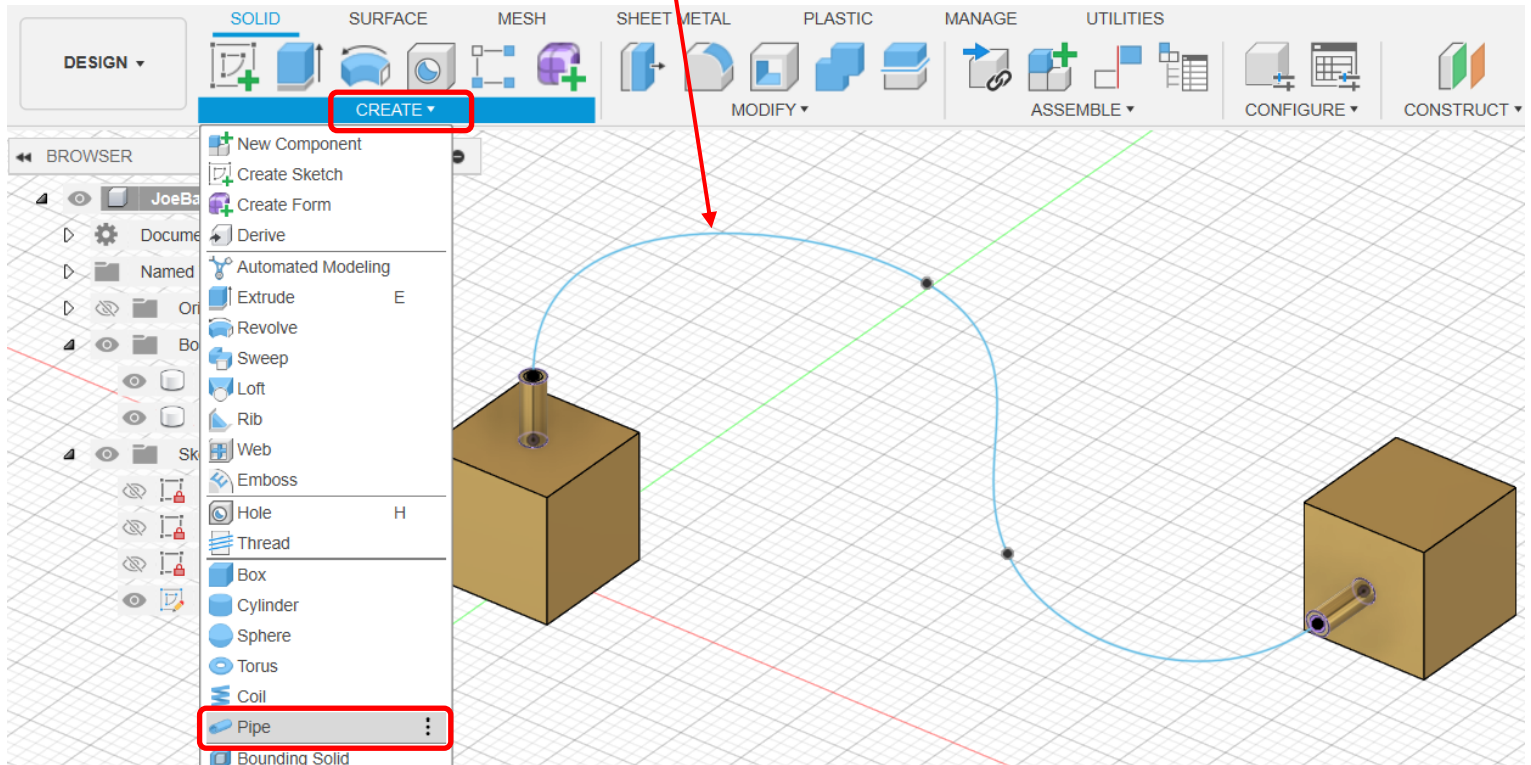 SOLID SURFACE MESH SHEET METAL PLASTIC MANAGE UTILITIES
DESIGN ▾
CREATE ▾ MODIFY ▾ ASSEMBLE ▾ CONFIGURE ▾ CONSTRUCT ▾
BROWSER
JoeBa
Docume
Named
Ori
Bo
Sk
New Component
Create Sketch
Create Form
Derive
Automated Modeling
Extrude E
Revolve
Sweep
Loft
Rib
Web
Emboss
Hole H
Thread
Box
Cylinder
Sphere
Torus
Coil
Pipe
Bounding Solid